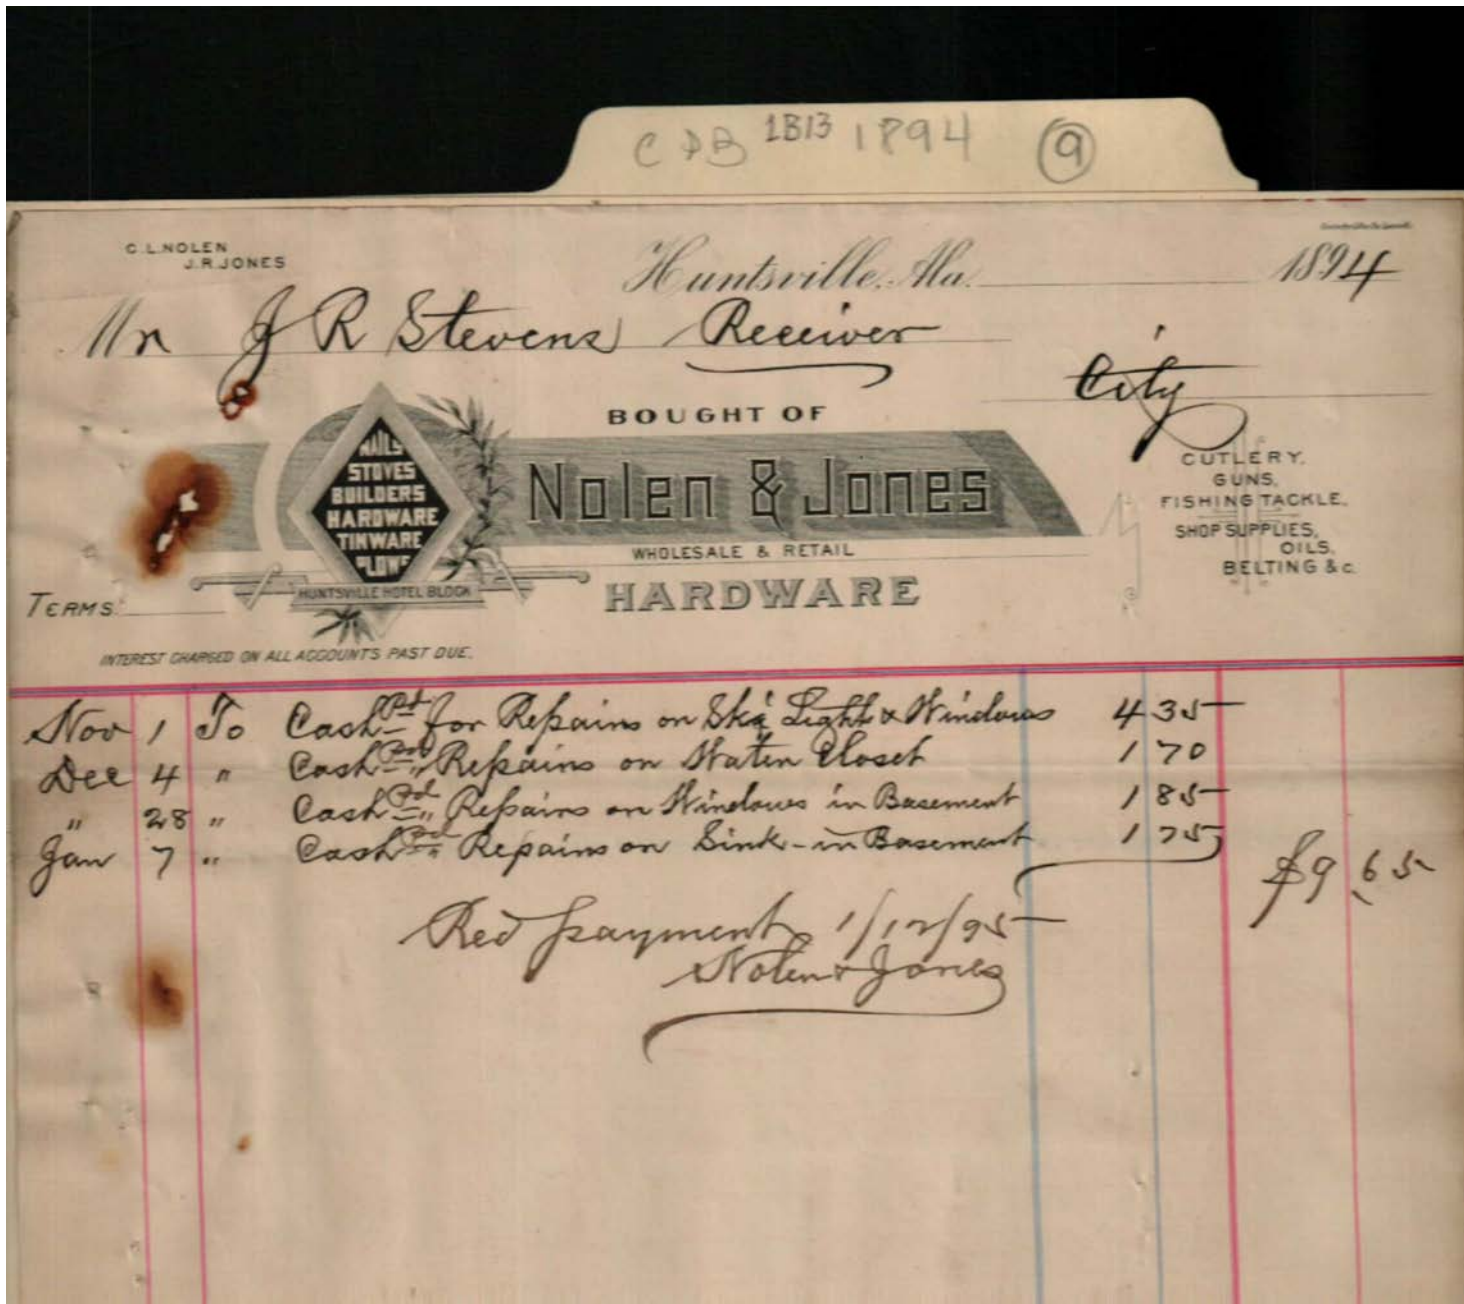 CDB 1B13 1894 9
C. L. NOLEN
J. R. JONES
Huntsville, Ala. 1894
Mr J R Stevens Receiver
City
BOUGHT OF
Nolen & Jones
WHOLESALE & RETAIL
HARDWARE
NAILS
STOVES
BUILDERS
HARDWARE
TINWARE
PLOWS
HUNTSVILLE HOTEL BLOCK
CUTLERY,
GUNS,
FISHING TACKLE,
SHOP SUPPLIES,
OILS,
BELTING & c.
TERMS:
INTEREST CHARGED ON ALL ACCOUNTS PAST DUE.
Nov 1 To Cash Pd for Repairs on Sky Light & Windows 4 35
Dec 4 " Cash Pd " Repairs on Water Closet 1 70
" 28 " Cash Pd " Repairs on Windows in Basement 1 85
Jan 7 " Cash Pd " Repairs on Sink in Basement 1 75
$9 65
Rec payment 1/12/95
Nolen & Jones